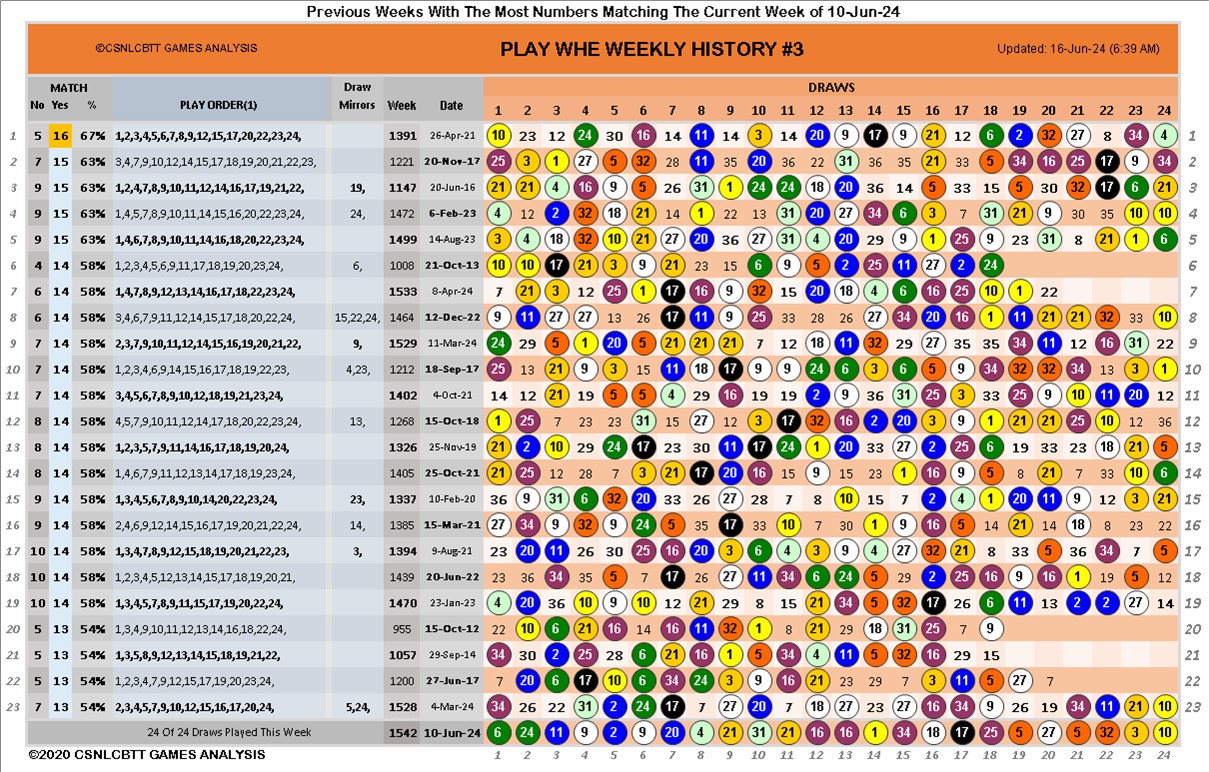 Previous Weeks With The Most Numbers Matching The Current Week of 10-Jun-24
©CSNLCBTT GAMES ANALYSIS PLAY WHE WEEKLY HISTORY #3 Updated: 16-Jun-24 (6:39 AM)
MATCH Draw DRAWS
No Yes % PLAY ORDER(1) Mirrors Week Date 1 2 3 4 5 6 7 8 9 10 11 12 13 14 15 16 17 18 19 20 21 22 23 24
1 5 16 67% 1,2,3,4,5,6,7,8,9,12,15,17,20,22,23,24, 1391 26-Apr-21 10 23 12 24 30 16 14 11 14 3 14 20 9 17 9 21 12 6 2 32 27 8 34 4 1
2 7 15 63% 3,4,7,9,10,12,14,15,17,18,19,20,21,22,23, 1221 20-Nov-17 25 3 1 27 5 32 28 11 35 20 36 22 31 36 35 21 33 5 34 16 25 17 9 34 2
3 9 15 63% 1,2,4,7,8,9,10,11,12,14,16,17,19,21,22, 19, 1147 20-Jun-16 21 21 4 16 9 5 26 31 1 24 24 18 20 36 14 5 33 15 5 30 32 17 6 21 3
4 9 15 63% 1,4,5,7,8,9,10,11,14,15,16,20,22,23,24, 24, 1472 6-Feb-23 4 12 2 32 18 21 14 1 22 13 31 20 27 34 6 3 7 31 21 9 30 35 10 10 4
5 9 15 63% 1,4,6,7,8,9,10,11,14,16,18,20,22,23,24, 1499 14-Aug-23 3 4 18 32 10 21 27 20 36 27 31 4 20 29 9 1 25 9 23 31 8 21 1 6 5
6 4 14 58% 1,2,3,4,5,6,9,11,17,18,19,20,23,24, 6, 1008 21-Oct-13 10 10 17 21 3 9 21 23 15 6 9 5 2 25 11 27 2 24 6
7 6 14 58% 1,4,7,8,9,12,13,14,16,17,18,22,23,24, 1533 8-Apr-24 7 21 3 12 25 1 17 16 9 32 15 20 18 4 6 16 25 10 1 22 7
8 6 14 58% 3,4,6,7,9,11,12,14,15,17,18,20,22,24, 15,22,24, 1464 12-Dec-22 9 11 27 27 13 26 17 11 9 25 33 28 26 27 34 20 16 1 11 21 21 32 33 10 8
9 7 14 58% 2,3,7,9,10,11,12,14,15,16,19,20,21,22, 9, 1529 11-Mar-24 24 29 5 1 20 5 21 21 21 7 12 18 11 32 29 27 35 35 34 11 12 16 31 22 9
10 7 14 58% 1,2,3,4,6,9,14,15,17,18,19,22,23, 1212 18-Sep-17 25 13 21 9 3 15 11 18 17 9 9 24 6 3 6 5 9 34 32 32 34 13 3 1 10
11 7 14 58% 3,4,5,6,7,8,9,10,12,18,19,21,23,24, 1402 4-Oct-21 14 12 21 19 5 5 4 29 16 19 19 2 9 36 31 25 3 33 25 9 10 11 20 12 11
12 8 14 58% 4,5,7,9,10,11,12,14,15,17,18,20,23,24, 13, 1268 15-Oct-18 1 25 7 23 23 31 15 27 12 3 17 32 16 2 20 2 9 1 21 21 25 10 12 36 12
13 8 14 58% 1,2,3,5,7,9,11,14,16,17,18,19,20,24, 1326 25-Nov-19 21 2 10 29 24 17 23 30 11 17 24 1 20 33 27 2 25 6 19 33 23 18 21 5 13
14 8 14 58% 1,4,6,7,9,11,12,13,14,17,18,19,23,24, 1405 25-Oct-21 21 25 12 28 7 3 21 17 20 16 15 9 15 23 1 16 9 5 8 21 7 33 10 6 14
15 9 14 58% 1,3,4,5,6,7,8,9,10,14,20,22,23,24, 23, 1337 10-Feb-20 36 9 31 6 32 20 33 26 27 28 7 8 10 15 7 2 4 1 20 11 9 12 3 21 15
16 9 14 58% 2,4,6,9,12,14,15,16,17,19,20,21,22,24, 14, 1385 15-Mar-21 27 34 9 32 9 24 5 35 17 33 10 7 30 1 9 16 5 14 21 14 18 8 23 22 16
17 10 14 58% 1,3,4,7,8,9,12,15,18,19,20,21,22,23, 3, 1394 9-Aug-21 23 2 11 26 30 25 16 20 3 6 4 3 9 4 27 32 21 8 33 5 36 34 7 5 17
18 10 14 58% 1,2,3,4,5,12,13,14,15,17,18,19,20,21, 1439 20-Jun-22 23 36 34 35 5 7 17 26 27 11 34 6 24 5 29 2 25 16 9 16 1 19 5 12 18
19 10 14 58% 1,3,4,5,7,8,9,11,15,17,19,20,22,24, 1470 23-Jan-23 4 20 36 10 9 10 12 21 29 8 15 21 34 5 32 17 26 6 11 13 2 2 27 14 19
20 5 13 54% 1,3,4,9,10,11,12,13,14,16,18,22,24, 955 15-Oct-12 22 10 6 21 16 14 16 11 32 1 8 21 29 18 31 25 7 9 20
21 5 13 54% 1,3,5,8,9,12,13,14,15,18,19,21,22, 1057 29-Sep-14 34 30 2 25 28 6 21 16 1 5 34 4 11 5 32 16 29 15 21
22 5 13 54% 1,2,3,4,7,9,12,14,15,17,20,23,24, 1200 27-Jun-17 7 20 6 17 10 6 34 24 3 9 16 21 23 29 7 3 11 5 27 7 22
23 7 13 54% 2,3,4,5,7,9,10,12,15,16,17,20,24, 5,24, 1528 4-Mar-24 34 26 22 31 2 24 17 7 27 20 7 18 18 27 27 16 34 9 26 19 34 11 21 10 23
24 Of 24 Draws Played This Week 1542 10-Jun-24 6 24 11 9 2 9 20 4 21 31 21 16 16 1 34 18 17 25 5 27 5 32 3 10
©2020 CSNLCBTT GAMES ANALYSIS 1 2 3 4 5 6 7 8 9 10 11 12 13 14 15 16 17 18 19 20 21 22 23 24